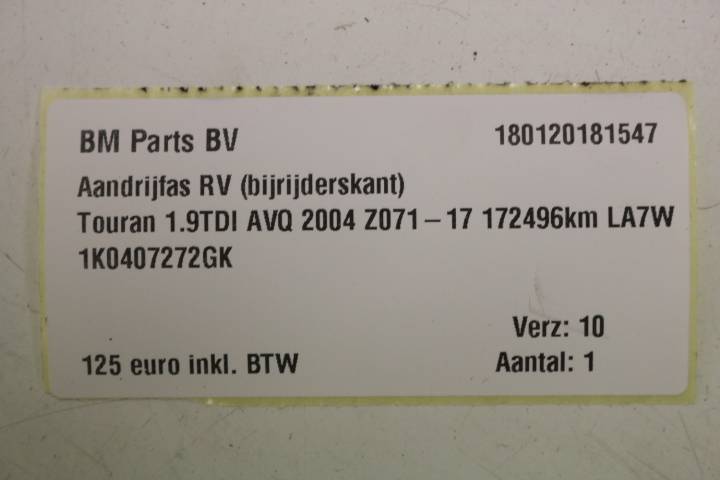 BM Parts BV 180120181547
Aandrijfas RV (bijrijderskant)
Touran 1.9TDI AVQ 2004 Z071-17 172496km LA7W
1K0407272GK
Verz: 10
125 euro inkl. BTW Aantal: 1